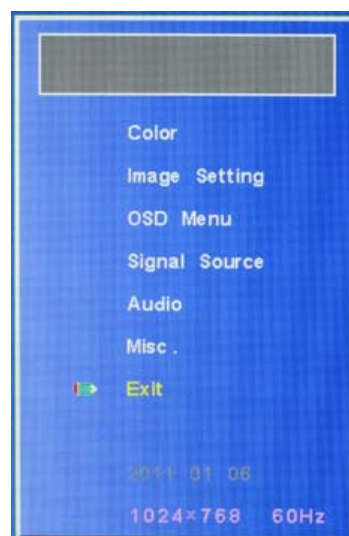 Color
Image Setting
OSD Menu
Signal Source
Audio
Misc.
Exit
2011 01 06
1024×768 60Hz